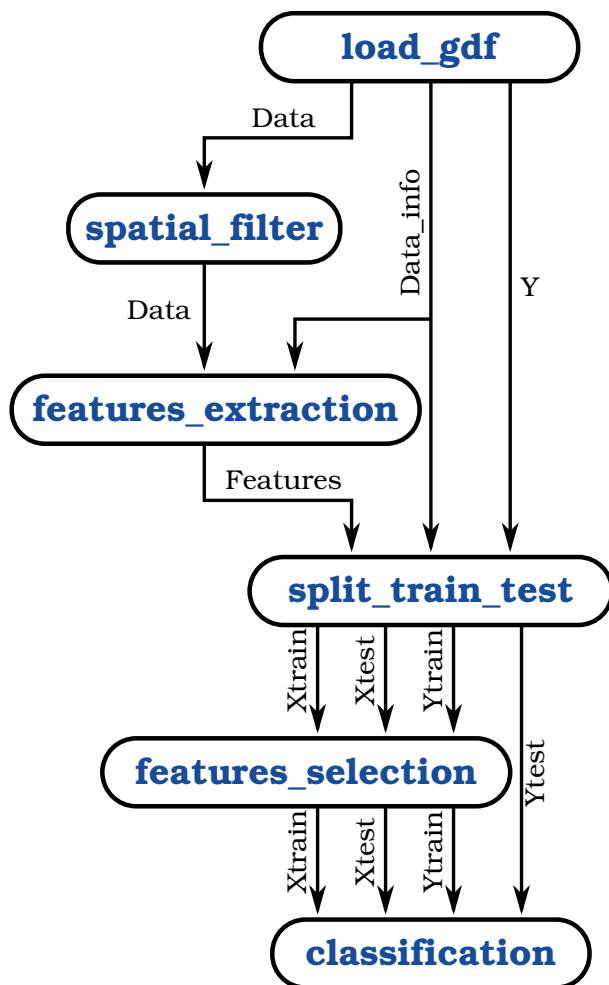 load_gdf
Data
spatial_filter
Data_info
Y
Data
features_extraction
Features
split_train_test
Xtrain
Xtest
Ytrain
Ytest
features_selection
Xtrain
Xtest
Ytrain
classification